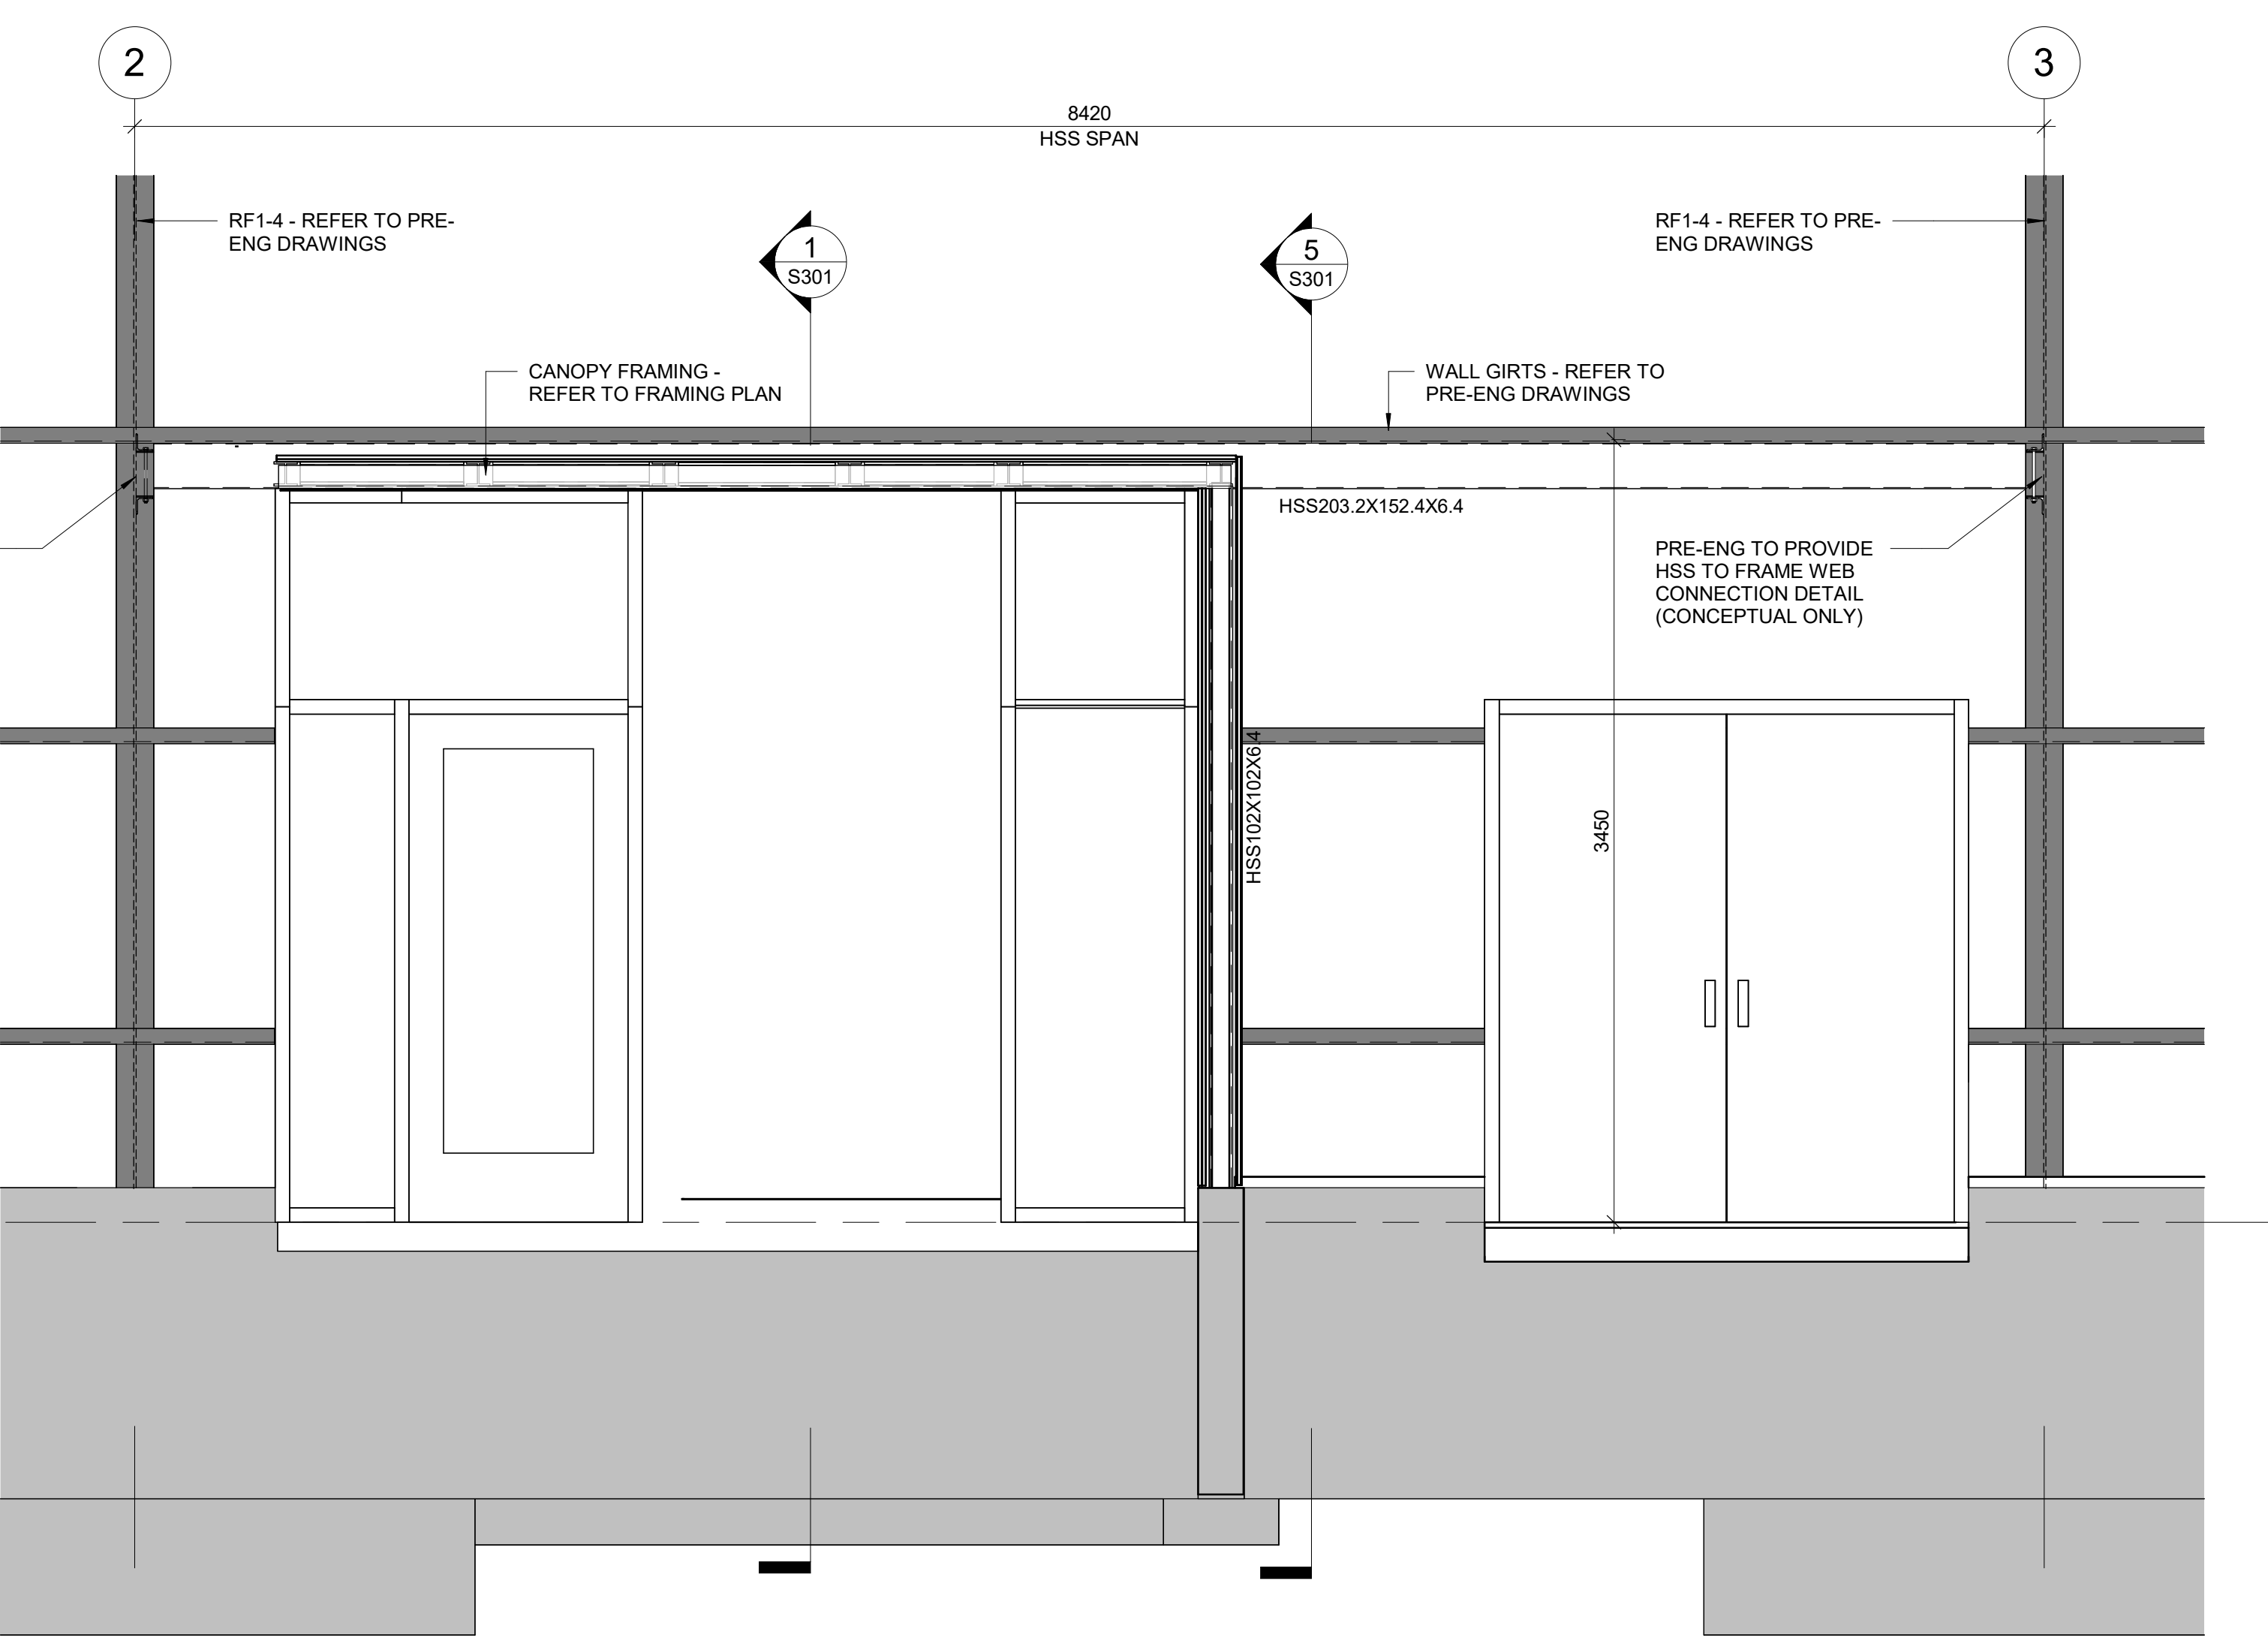 2
3
8420
HSS SPAN
RF1-4 - REFER TO PRE-
ENG DRAWINGS
1
S301
5
S301
RF1-4 - REFER TO PRE-
ENG DRAWINGS
CANOPY FRAMING -
REFER TO FRAMING PLAN
WALL GIRTS - REFER TO
PRE-ENG DRAWINGS
HSS203.2X152.4X6.4
PRE-ENG TO PROVIDE
HSS TO FRAME WEB
CONNECTION DETAIL
(CONCEPTUAL ONLY)
HSS102X102X6.4
3450